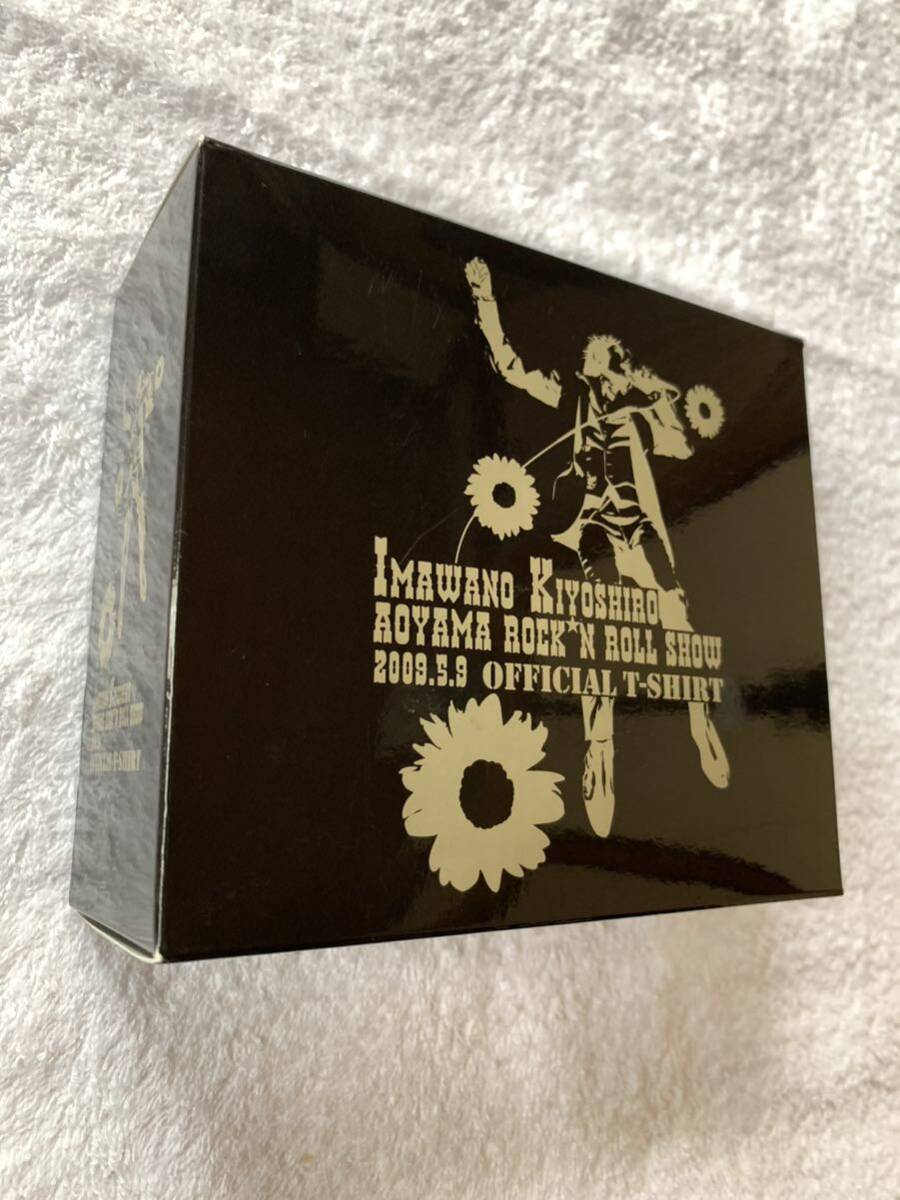 IMAWANO KIYOSHIRO
AOYAMA ROCK★N ROLL SHOW
2009.5.9 OFFICIAL T-SHIRT